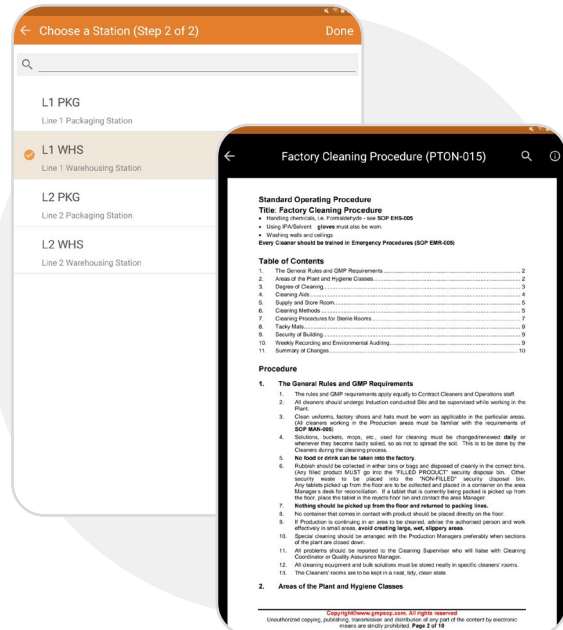 Choose a Station (Step 2 of 2)
Done
L1 PKG
Line 1 Packaging Station
L1 WHS
Line 1 Warehousing Station
L2 PKG
Line 2 Packaging Station
L2 WHS
Line 2 Warehousing Station
Factory Cleaning Procedure (PTON-015)
Standard Operating Procedure
Title: Factory Cleaning Procedure
• Handling chemicals, i.e. Formaldehyde - see SOP EHS-005
• Using IPA/Solvent gloves must also be worn.
• Washing walls and ceilings
Every Cleaner should be trained in Emergency Procedures (SOP EMR-005)
Table of Contents
1. The General Rules and GMP Requirements 2
2. Areas of the Plant and Hygiene Classes 2
3. Degree of Cleaning 3
4. Cleaning Aids 4
5. Supply and Store Room 5
6. Cleaning Methods 5
7. Cleaning Procedures for Sterile Rooms 7
8. Tacky Mats 9
9. Security of Building 9
10. Weekly Recording and Environmental Auditing 9
11. Summary of Changes 10
Procedure
1. The General Rules and GMP Requirements
1. The rules and GMP requirements apply equally to Contract Cleaners and Operations staff.
2. All cleaners should undergo Induction conducted Site and be supervised while working in the
Plant.
3. Clean uniforms, factory shoes and hats must be worn as applicable in the particular areas.
(All cleaners working in the Production areas must be familiar with the requirements of
SOP MAN-085)
4. Solutions, buckets, mops, etc., used for cleaning must be changed/renewed daily or
whenever they become badly soiled, so as not to spread the soil. This is to be done by the
Cleaners during the cleaning process.
5. No food or drink can be taken into the factory.
6. Rubbish should be collected in either bins or bags and disposed of cleanly in the correct bins.
(Any filled product MUST go into the "FILLED PRODUCT" security disposal bin. Other
security waste to be placed into the "NON-FILLED" security disposal bin.
Any tablets picked up from the floor are to be collected and placed in a container on the area
Manager's desk for reconciliation. If a tablet that is currently being packed is picked up from
the floor, place the tablet in the rejects floor bin and contact the area Manager.
7. Nothing should be picked up from the floor and returned to packing lines.
8. No container that comes in contact with product should be placed directly on the floor.
9. If Production is continuing in an area to be cleaned, advise the authorised person and work
effectively in small areas, avoid creating large, wet, slippery areas.
10. Special cleaning should be arranged with the Production Managers preferably when sections
of the plant are closed down.
11. All problems should be reported to the Cleaning Supervisor who will liaise with Cleaning
Coordinator or Quality Assurance Manager.
12. All cleaning equipment and bulk solutions must be stored neatly in specific cleaners' rooms.
13. The Cleaners' rooms are to be kept in a neat, tidy, clean state.
2. Areas of the Plant and Hygiene Classes
Copyright©www.gmpsop.com. All rights reserved
Unauthorized copying, publishing, transmission and distribution of any part of the content by electronic
means are strictly prohibited. Page 2 of 10